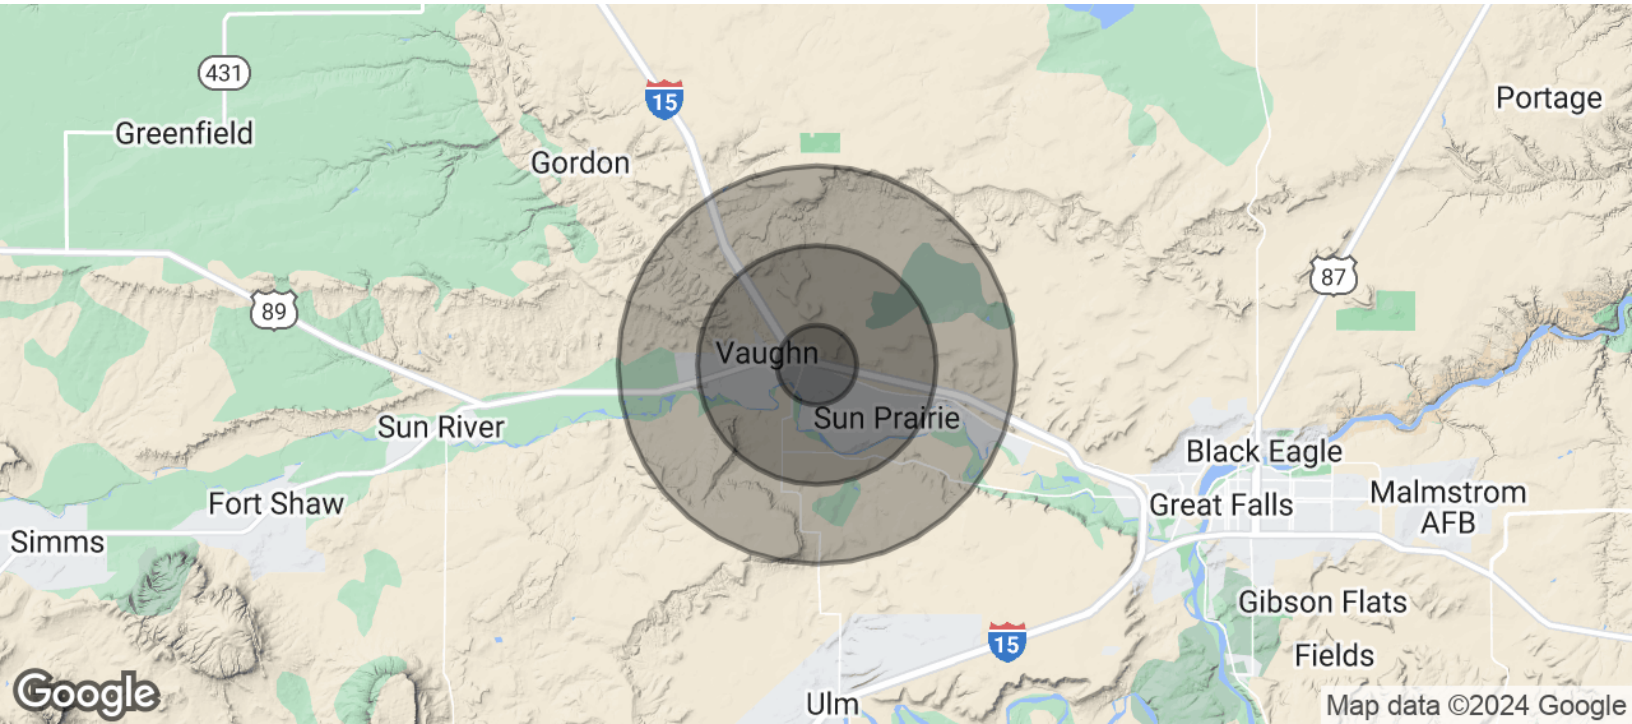 431
15
Portage
Greenfield
Gordon
87
89
Vaughn
Sun Prairie
Sun River
Black Eagle
Fort Shaw
Great Falls
Malmstrom
AFB
Simms
Gibson Flats
15
Fields
Google
Ulm
Map data ©2024 Google